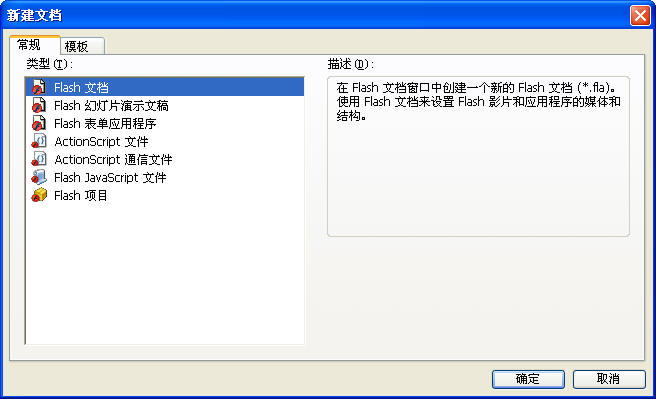 新建文档
常规
模板
类型(T):
Flash 文档
Flash 幻灯片演示文稿
Flash 表单应用程序
ActionScript 文件
ActionScript 通信文件
Flash JavaScript 文件
Flash 项目
描述(D):
在 Flash 文档窗口中创建一个新的 Flash 文档 (*.fla)。
使用 Flash 文档来设置 Flash 影片和应用程序的媒体和
结构。
确定
取消